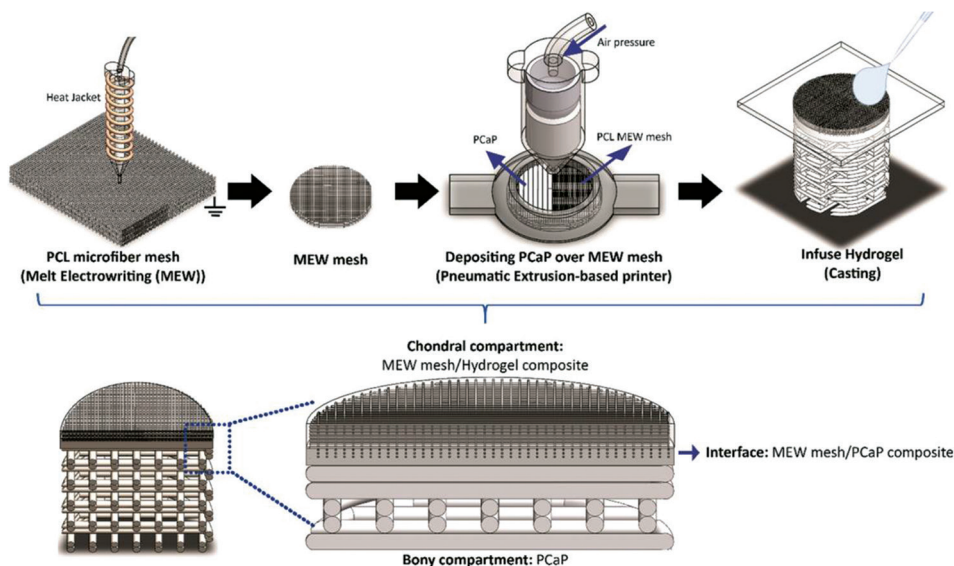 Heat Jacket
Air pressure
PCaP
PCL MEW mesh
PCL microfiber mesh
(Melt Electrowriting (MEW))
MEW mesh
Depositing PCaP over MEW mesh
(Pneumatic Extrusion-based printer)
Infuse Hydrogel
(Casting)
Chondral compartment:
MEW mesh/Hydrogel composite
Interface: MEW mesh/PCaP composite
Bony compartment: PCaP